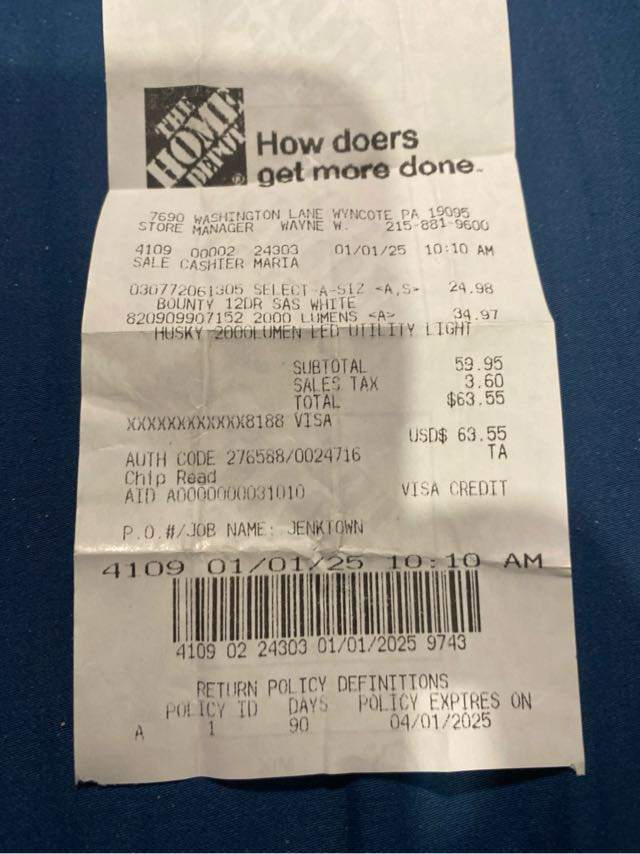 THE
HOME
DEPOT
How doers
get more done™
7690 WASHINGTON LANE WYNCOTE PA 19095
STORE MANAGER WAYNE W. 215-881-9600
4109 00002 24303 01/01/25 10:10 AM
SALE CASHIER MARIA
030772061305 SELECT-A-SIZ <A,S> 24.98
BOUNTY 12DR SAS WHITE
820909907152 2000 LUMENS <A> 34.97
HUSKY 2000LUMEN LED UTILITY LIGHT
SUBTOTAL 59.95
SALES TAX 3.60
TOTAL $63.55
XXXXXXXXXXXX8188 VISA
USD$ 63.55
AUTH CODE 276588/0024716 TA
Chip Read
AID A0000000031010 VISA CREDIT
P.O.#/JOB NAME: JENKTOWN
4109 01/01/25 10:10 AM
4109 02 24303 01/01/2025 9743
RETURN POLICY DEFINITIONS
POLICY ID DAYS POLICY EXPIRES ON
A 1 90 04/01/2025